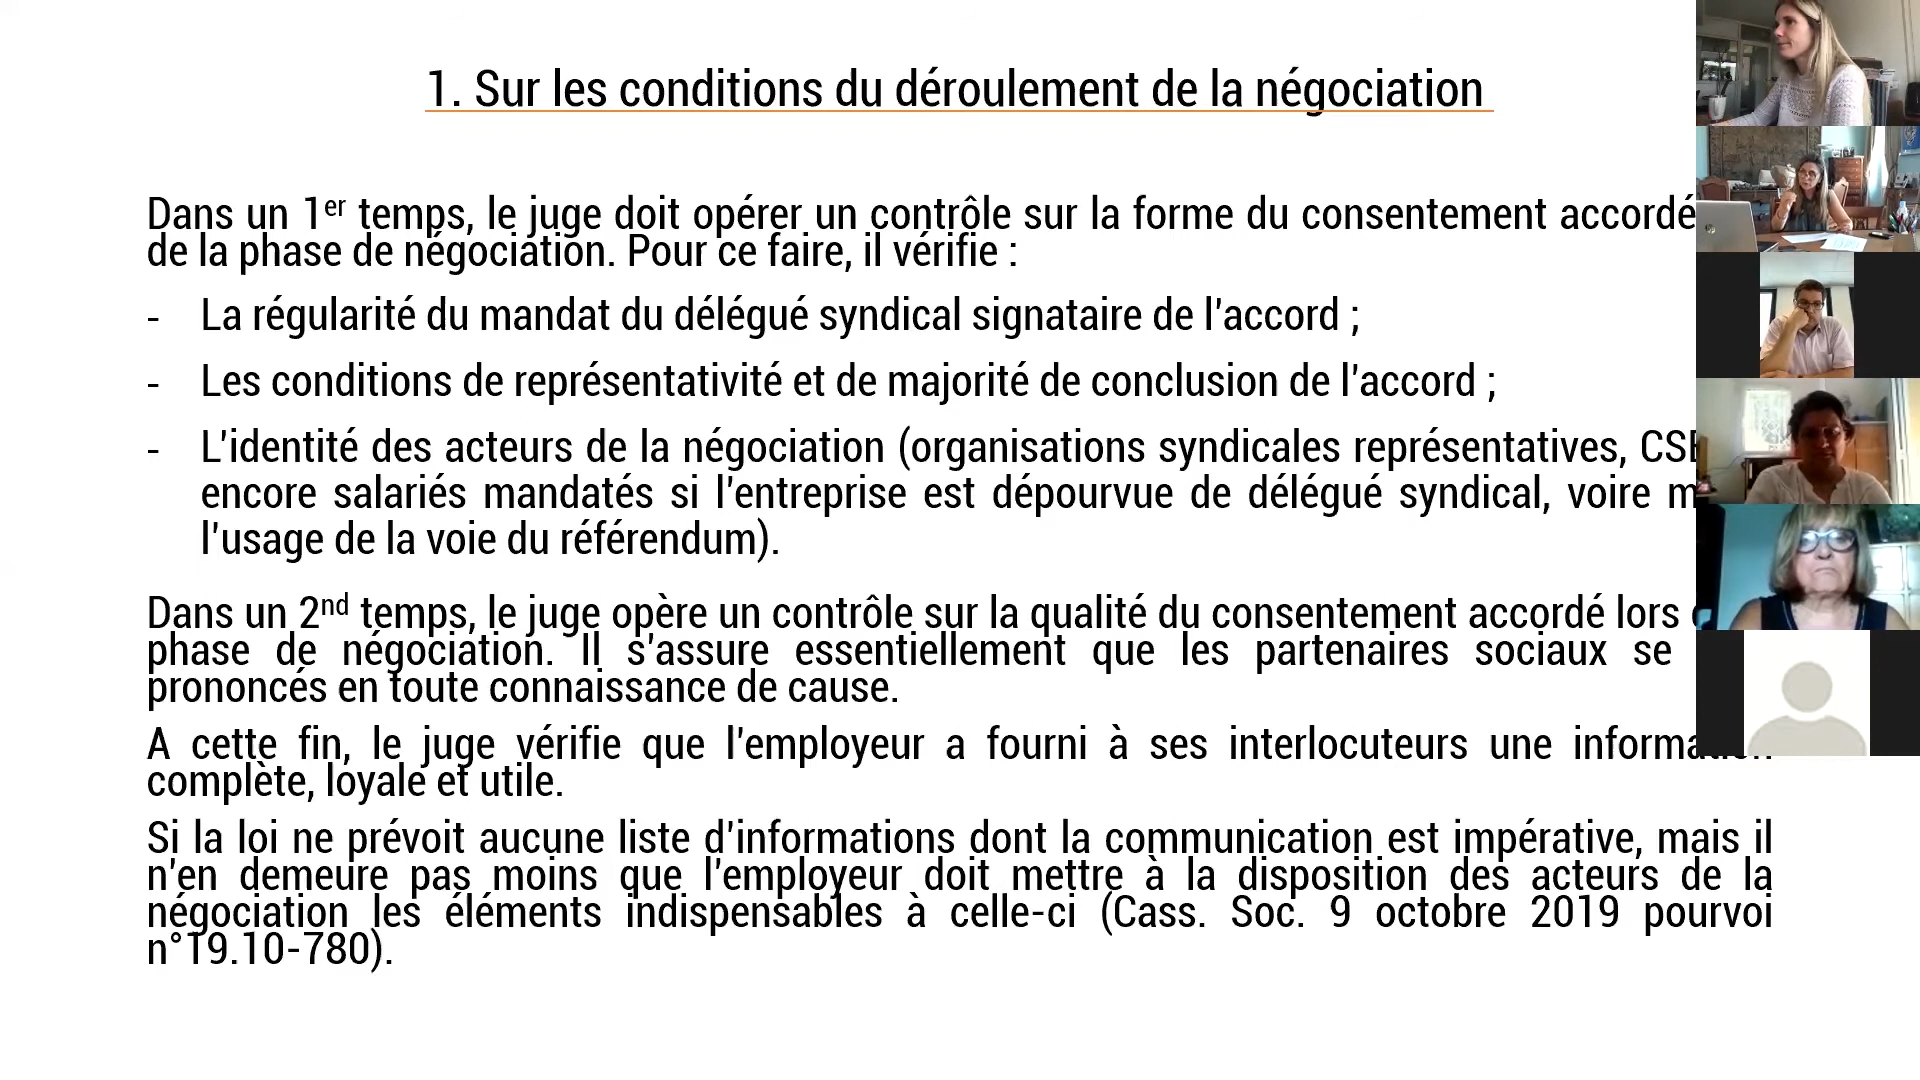 1. Sur les conditions du déroulement de la négociation
Dans un 1er temps, le juge doit opérer un contrôle sur la forme du consentement accordé
de la phase de négociation. Pour ce faire, il vérifie :
- La régularité du mandat du délégué syndical signataire de l'accord ;
- Les conditions de représentativité et de majorité de conclusion de l'accord ;
- L'identité des acteurs de la négociation (organisations syndicales représentatives,
encore salariés mandatés si l'entreprise est dépourvue de délégué syndical, voire
l'usage de la voie du référendum).
Dans un 2nd temps, le juge opère un contrôle sur la qualité du consentement accordé lors
phase de négociation. Il s'assure essentiellement que les partenaires sociaux se
prononcés en toute connaissance de cause.
A cette fin, le juge vérifie que l'employeur a fourni à ses interlocuteurs une information
complète, loyale et utile.
Si la loi ne prévoit aucune liste d'informations dont la communication est impérative, mais il
n'en demeure pas moins que l'employeur doit mettre à la disposition des acteurs de la
négociation les éléments indispensables à celle-ci (Cass. Soc. 9 octobre 2019 pourvoi
n°19.10-780).